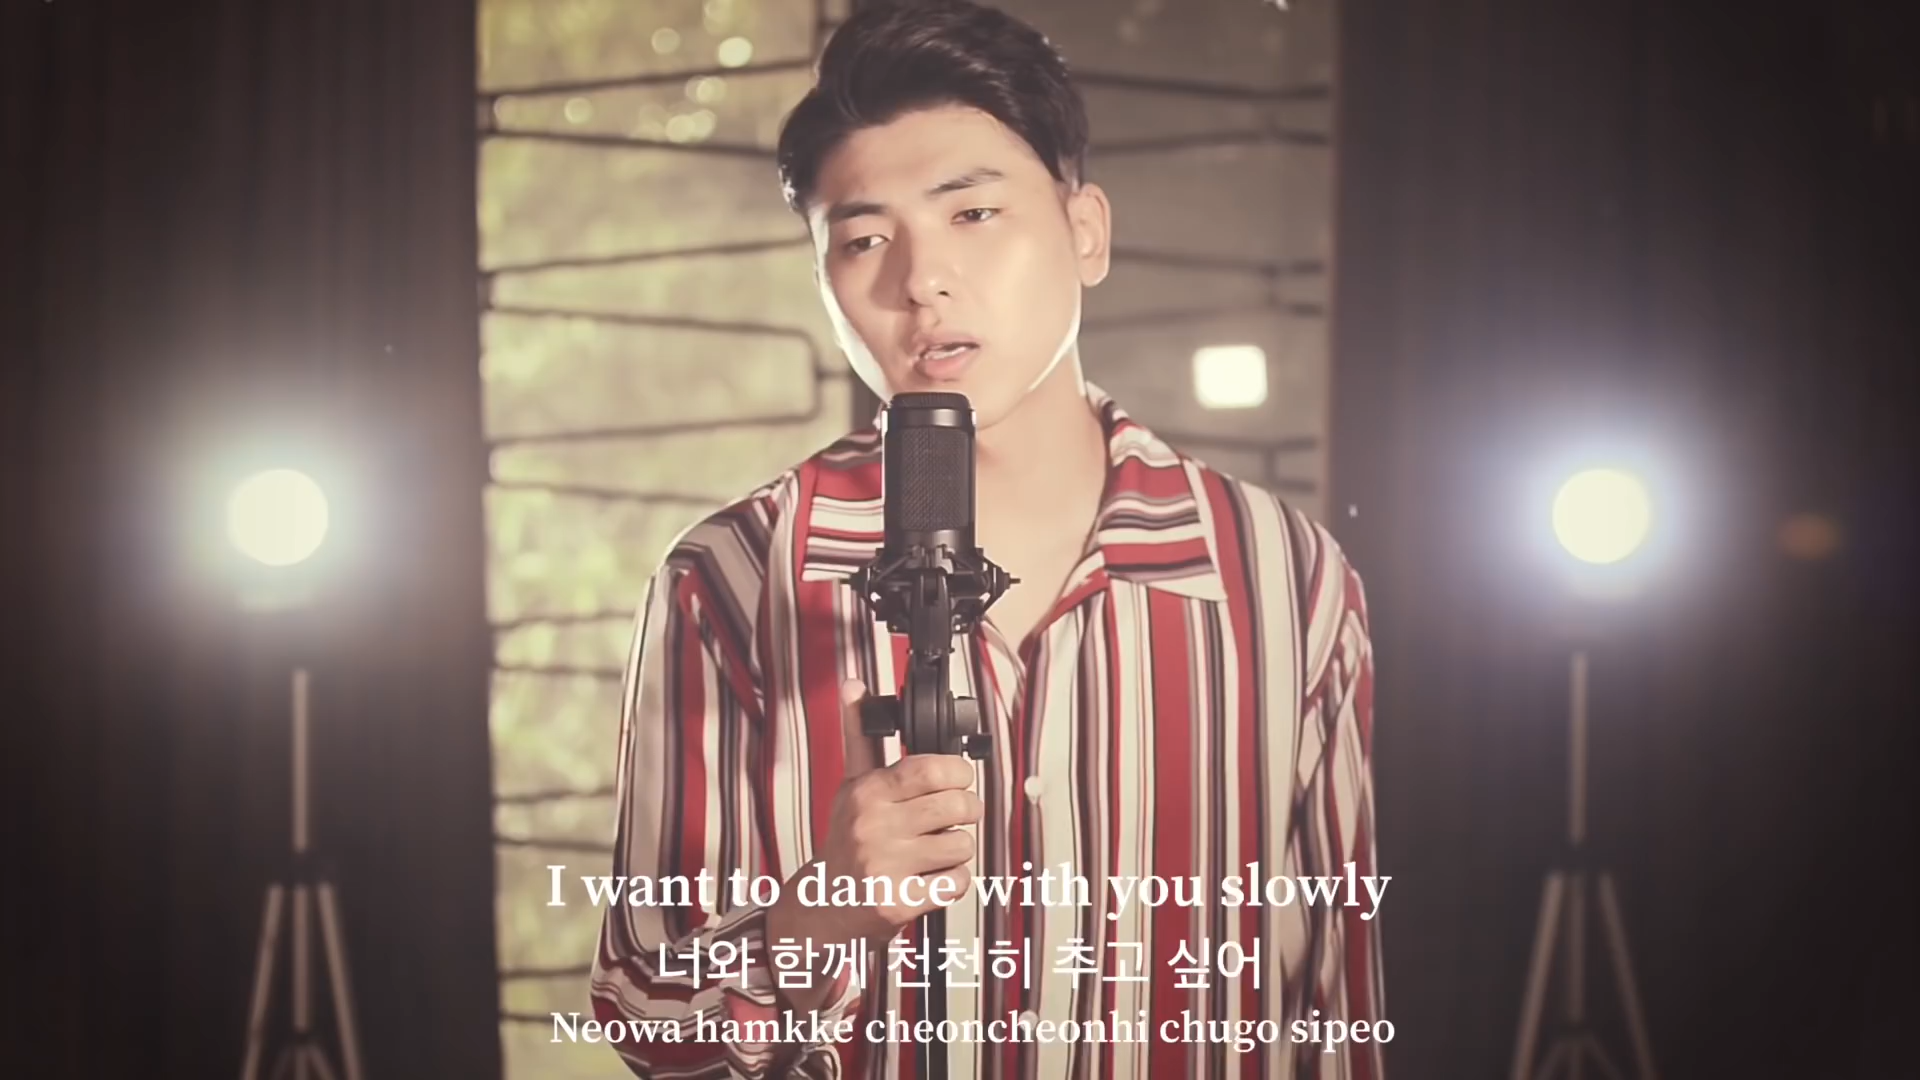 I want to dance with you slowly
너와 함께 천천히 추고 싶어
Neowa hamkke cheoncheonhi chugo sipeo